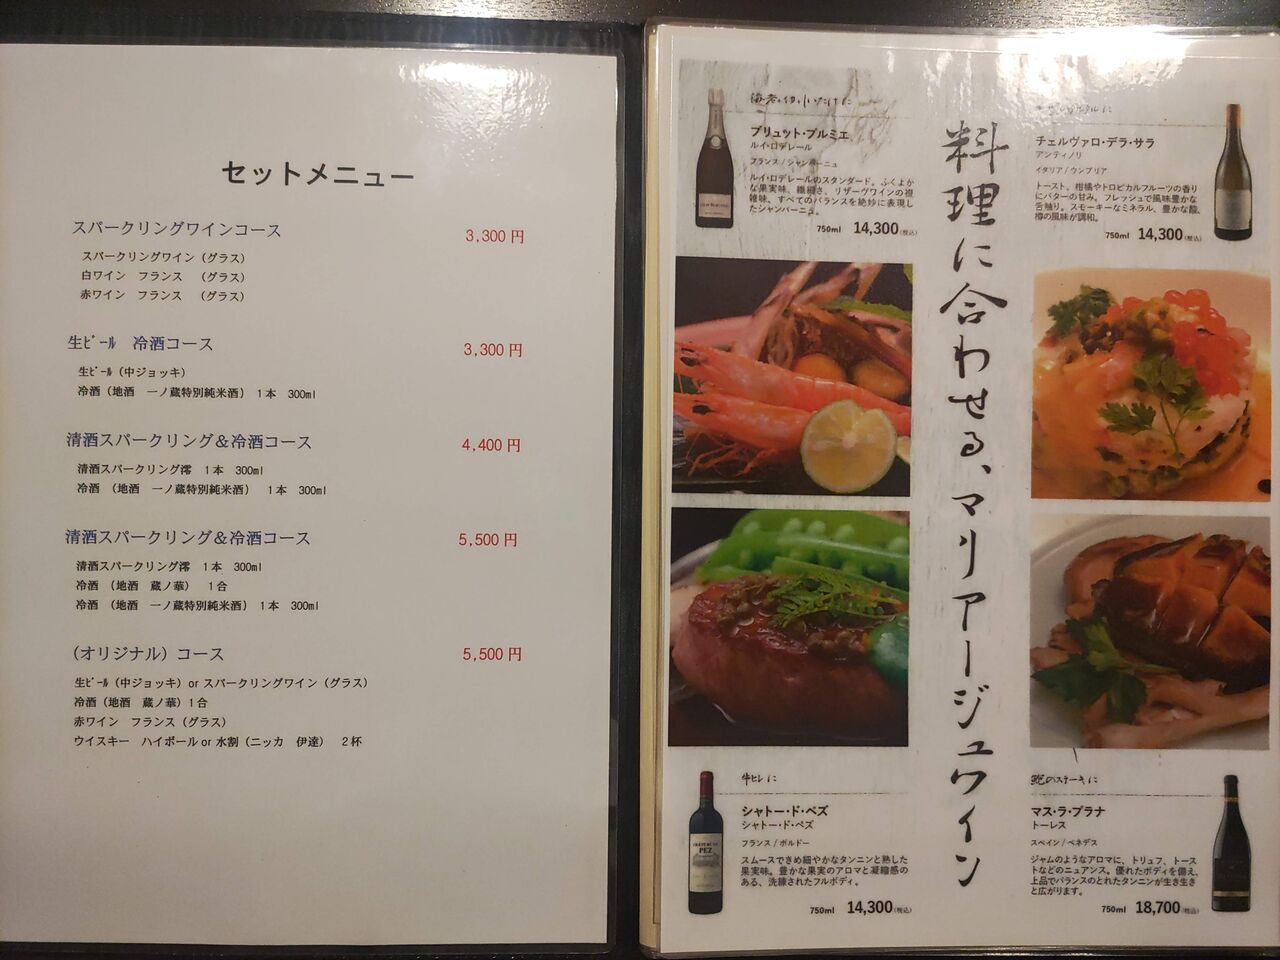 セットメニュー
スパークリングワインコース 3,300円
スパークリングワイン（グラス）
白ワイン　フランス　（グラス）
赤ワイン　フランス　（グラス）
生ﾋﾞｰﾙ　冷酒コース 3,300円
生ﾋﾞｰﾙ（中ジョッキ）
冷酒（地酒　一ノ蔵特別純米酒）１本　300ml
清酒スパークリング＆冷酒コース 4,400円
清酒スパークリング澪　１本　300ml
冷酒　（地酒　一ノ蔵特別純米酒）　１本　300ml
清酒スパークリング＆冷酒コース 5,500円
清酒スパークリング澪　１本　300ml
冷酒　（地酒　蔵ノ華）　１合
冷酒　（地酒　一ノ蔵特別純米酒）　１本　300ml
（オリジナル）コース 5,500円
生ﾋﾞｰﾙ（中ジョッキ）or スパークリングワイン（グラス）
冷酒（地酒　蔵ノ華）１合
赤ワイン　フランス（グラス）
ウイスキー　ハイボール or 水割（ニッカ　伊達）　２杯
料理に合わせる、マリアージュワイン
ブリュット・プルミエ
ルイ・ロデレール
フランス / シャンパーニュ
ルイ・ロデレールのスタンダード。ふくよか
な果実味、繊細さ、リザーヴワインの複
雑味、すべてのバランスを絶妙に表現し
たシャンパーニュ。
750ml 14,300(税込)
チェルヴァロ・デラ・サラ
アンティノリ
イタリア / ウンブリア
トースト、柑橘やトロピカルフルーツの香り
にバターの甘み。フレッシュで風味豊かな
舌触り。スモーキーなミネラル、豊かな酸、
樽の風味が調和。
750ml 14,300(税込)
牛ヒレに
CHATEAU DE
PEZ
シャトー・ド・ペズ
シャトー・ド・ペズ
フランス / ボルドー
スムースできめ細やかなタンニンと熟した
果実味。豊かな果実のアロマと凝縮感の
ある、洗練されたフルボディ。
750ml 14,300(税込)
鮑のステーキに
マス・ラ・プラナ
トーレス
スペイン / ペネデス
ジャムのようなアロマに、トリュフ、トース
トなどのニュアンス。優れたボディを備え、
上品でバランスのとれたタンニンが生き生き
と広がります。
750ml 18,700(税込)